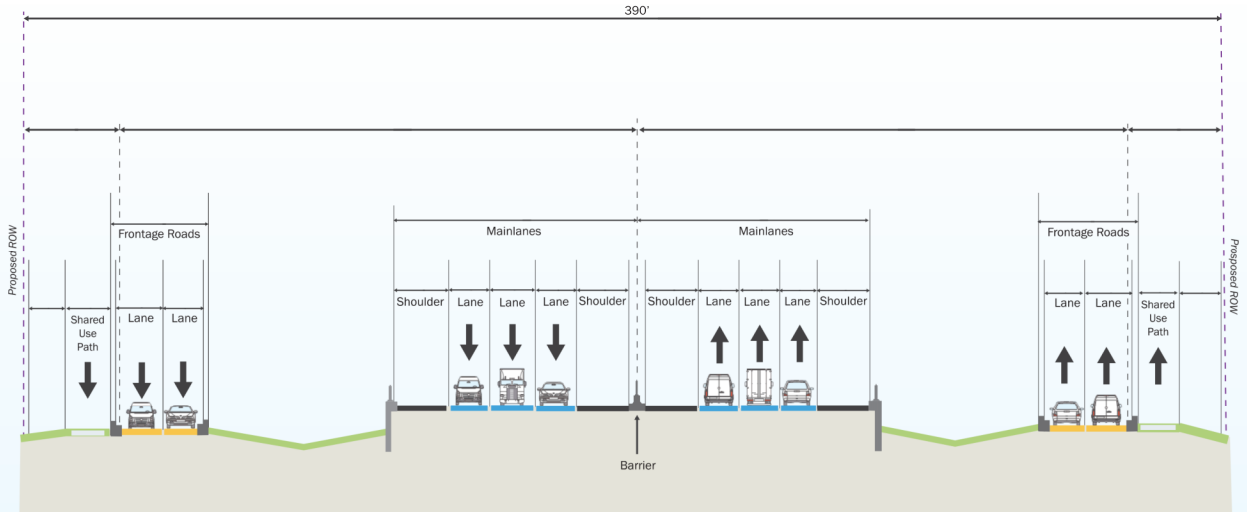 390'
Proposed ROW
Frontage Roads
Mainlanes
Mainlanes
Frontage Roads
Prosposed ROW
Shared
Use
Path
Lane
Lane
Shoulder
Lane
Lane
Lane
Shoulder
Shoulder
Lane
Lane
Lane
Shoulder
Lane
Lane
Shared
Use
Path
Barrier